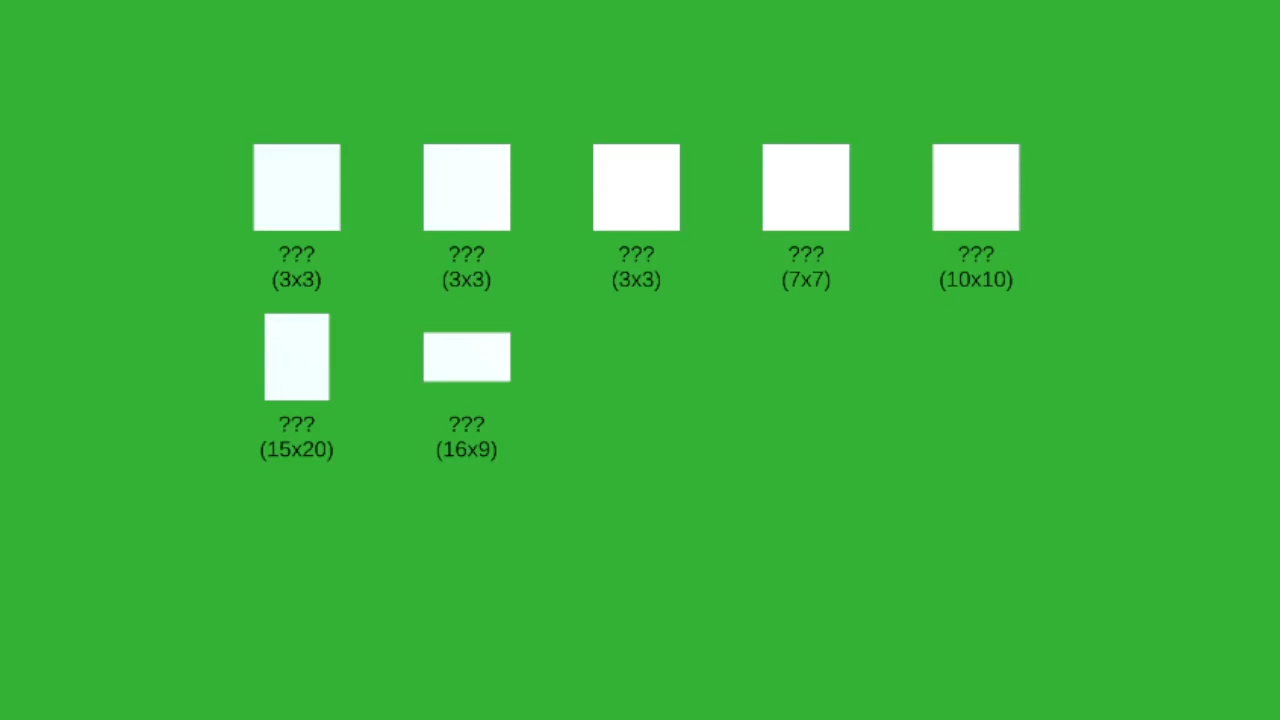 ??? ??? ??? ??? ???
(3x3) (3x3) (3x3) (7x7) (10x10)
??? ???
(15x20) (16x9)